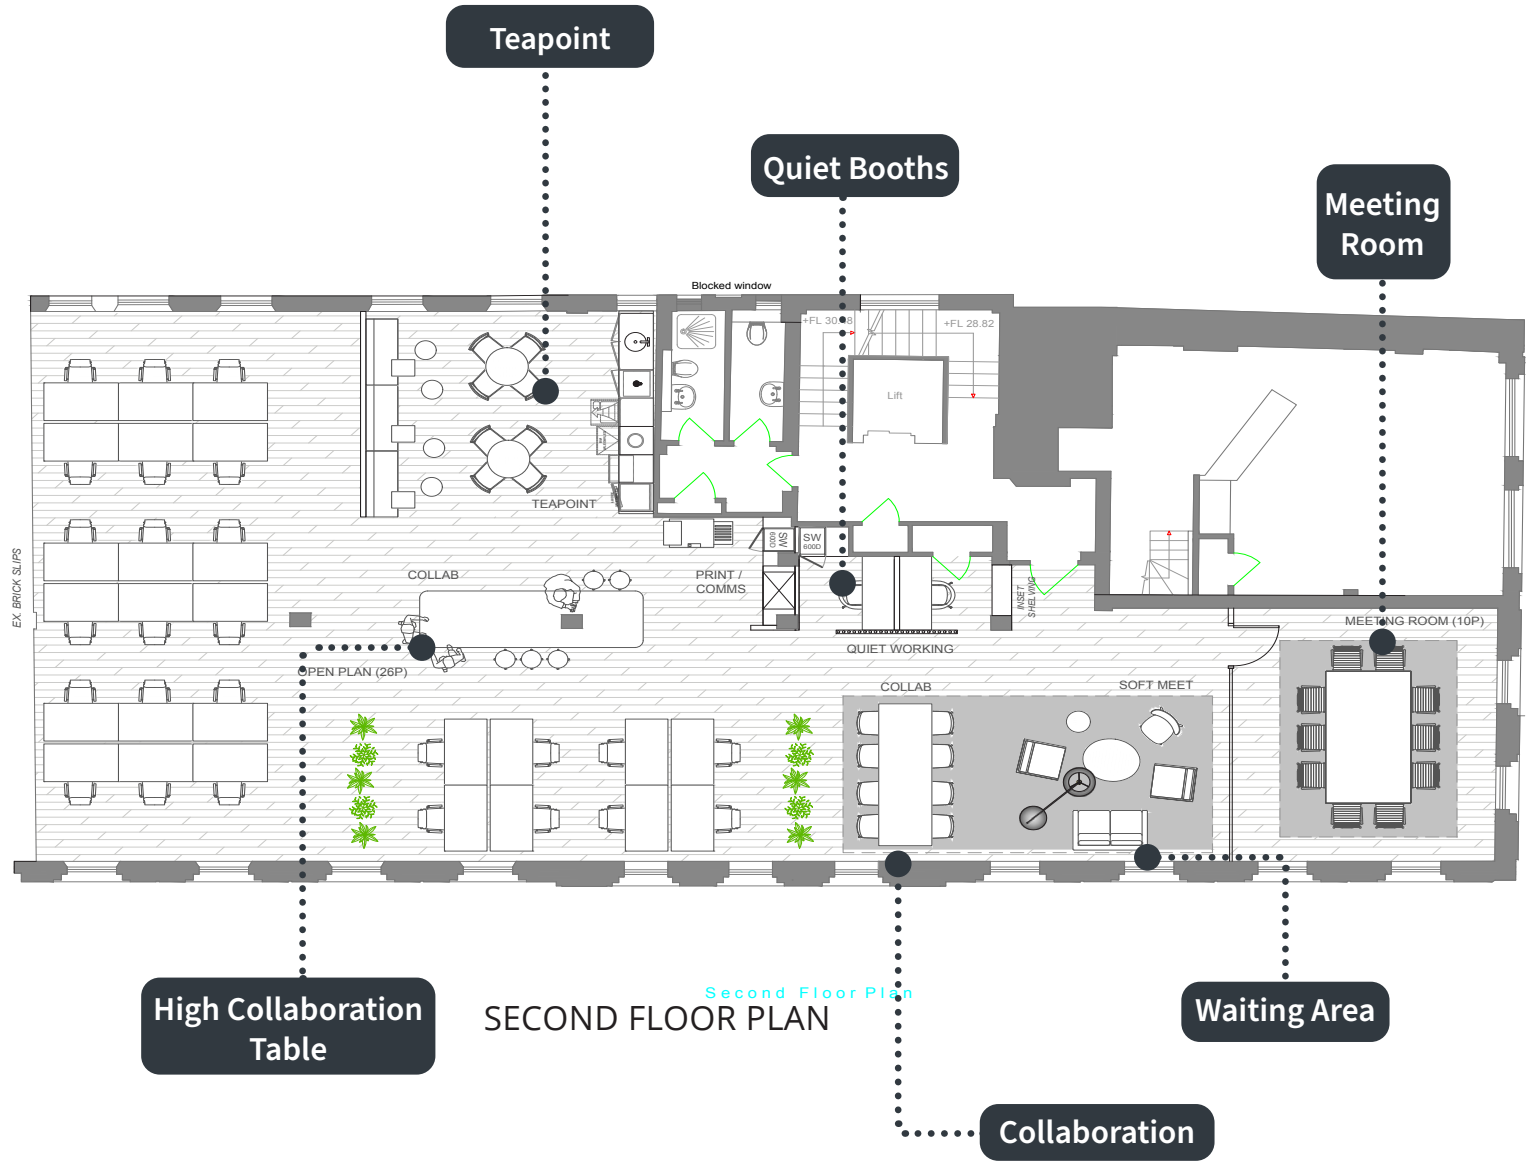 Teapoint
Quiet Booths
Meeting
Room
Blocked window
+FL 28.82
Lift
TEAPOINT
EX. BRICK SLIPS
COLLAB
PRINT /
COMMS
SW
600D
SW
600D
INSET
SHELVING
QUIET WORKING
MEETING ROOM (10P)
OPEN PLAN (26P)
COLLAB
SOFT MEET
Second Floor Plan
SECOND FLOOR PLAN
High Collaboration
Table
Waiting Area
Collaboration